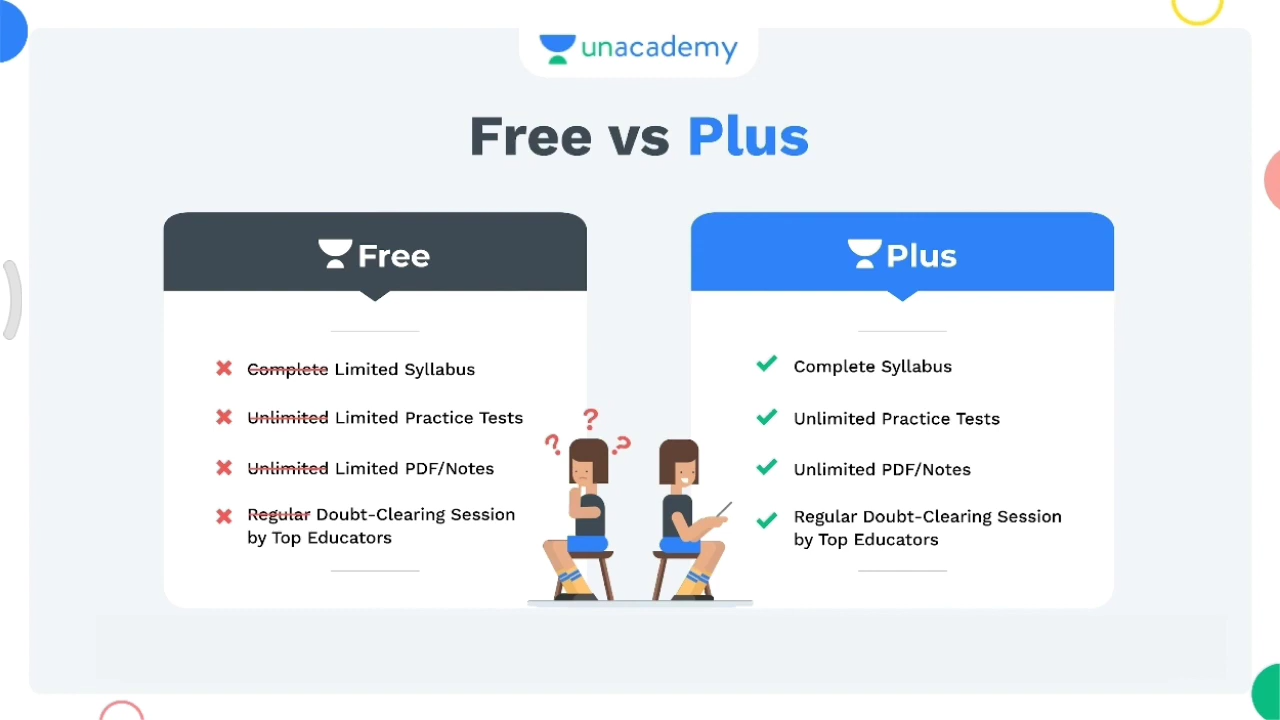 unacademy
Free vs Plus
Free
Complete Limited Syllabus
Unlimited Limited Practice Tests
Unlimited Limited PDF/Notes
Regular Doubt-Clearing Session
by Top Educators
? ? ?
Plus
Complete Syllabus
Unlimited Practice Tests
Unlimited PDF/Notes
Regular Doubt-Clearing Session
by Top Educators